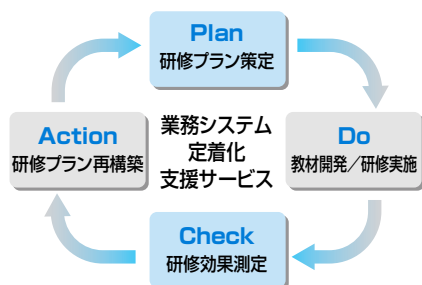 Plan
研修プラン策定
Action
研修プラン再構築
業務システム
定着化
支援サービス
Do
教材開発／研修実施
Check
研修効果測定